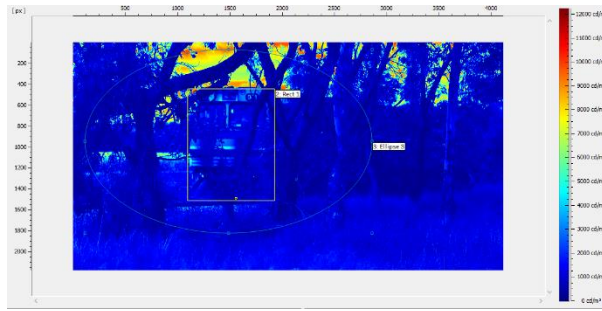 [ px ]
500 1000 1500 2000 2500 3000 3500 4000
200
400
600
800
1000
1200
1400
1600
1800
2000
2: Rect 3
12000 cd/m²
11000 cd/m²
10000 cd/m²
9000 cd/m²
8000 cd/m²
7000 cd/m²
6000 cd/m²
5000 cd/m²
4000 cd/m²
3000 cd/m²
2000 cd/m²
1000 cd/m²
0 cd/m²